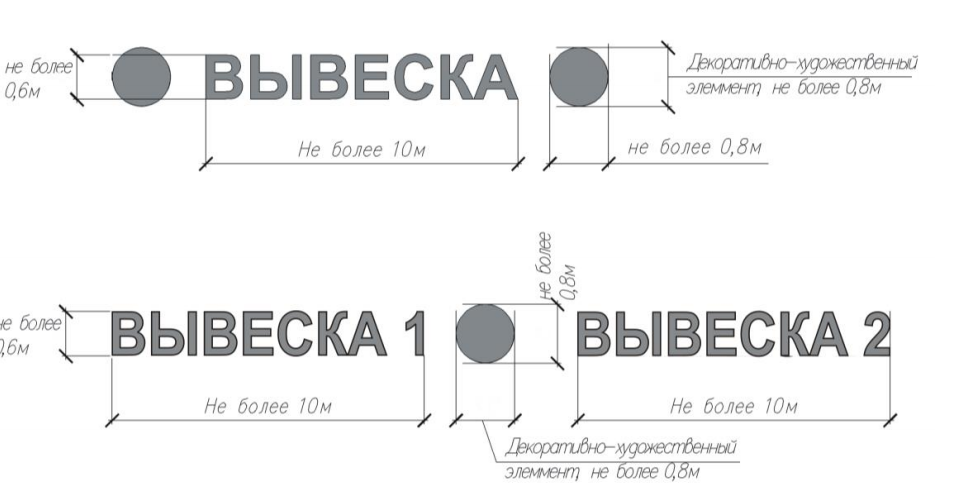 не более
0,6м
ВЫВЕСКА
Декоративно-художественный
элеммент, не более 0,8м
Не более 10м
не более 0,8м
не более
0,8м
не более
0,6м
ВЫВЕСКА 1
ВЫВЕСКА 2
Не более 10м
Не более 10м
Декоративно-художественный
элеммент, не более 0,8м